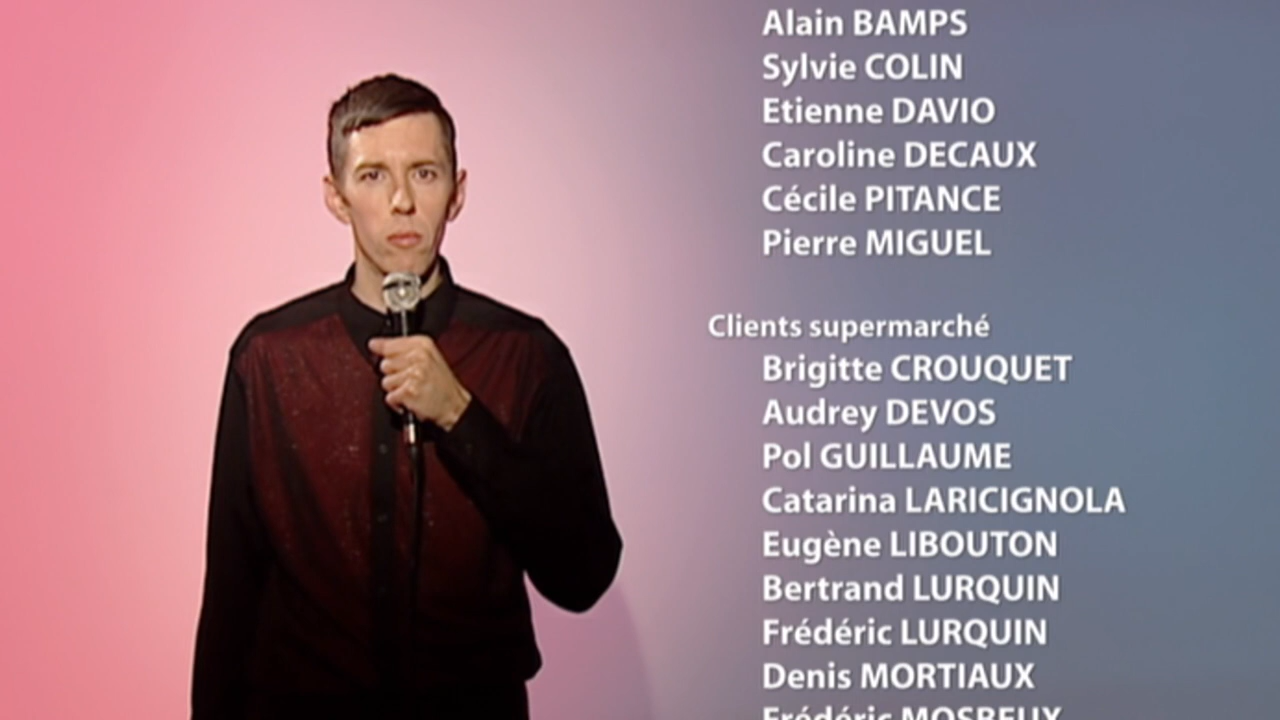 Alain BAMPS
Sylvie COLIN
Etienne DAVIO
Caroline DECAUX
Cécile PITANCE
Pierre MIGUEL
Clients supermarché
Brigitte CROUQUET
Audrey DEVOS
Pol GUILLAUME
Catarina LARICIGNOLA
Eugène LIBOUTON
Bertrand LURQUIN
Frédéric LURQUIN
Denis MORTIAUX
Frédéric